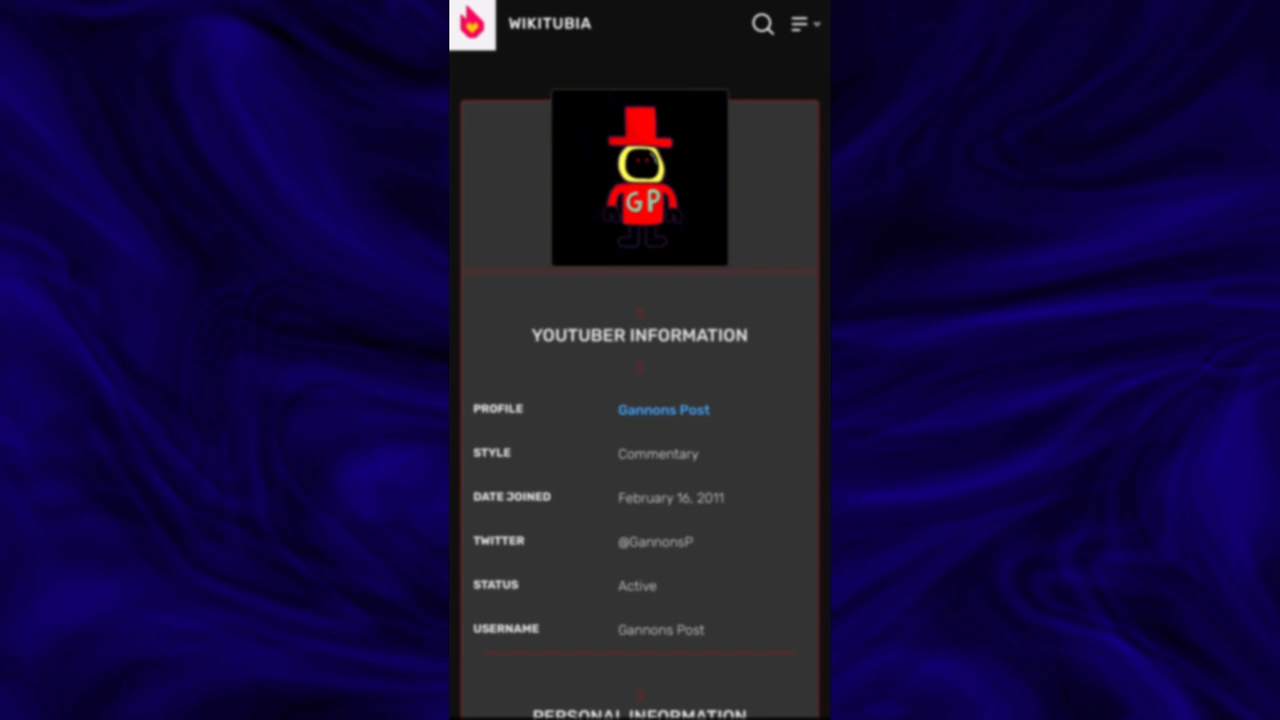 WIKITUBIA
GP
YOUTUBER INFORMATION
PROFILE Gannons Post
STYLE Commentary
DATE JOINED February 16, 2011
TWITTER @GannonsP
STATUS Active
USERNAME Gannons Post
PERSONAL INFORMATION